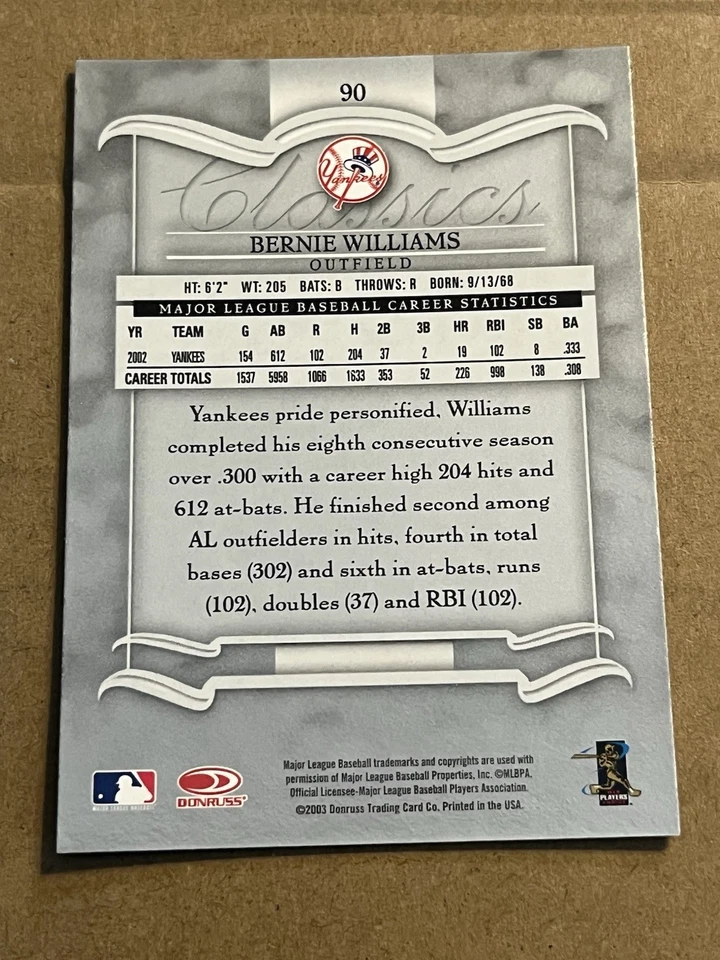 90
Yankees
Classics
BERNIE WILLIAMS
OUTFIELD
HT: 6'2" WT: 205 BATS: B THROWS: R BORN: 9/13/68
MAJOR LEAGUE BASEBALL CAREER STATISTICS
YR TEAM G AB R H 2B 3B HR RBI SB BA
2002 YANKEES 154 612 102 204 37 2 19 102 8 .333
CAREER TOTALS 1537 5958 1066 1633 353 52 226 998 138 .308
Yankees pride personified, Williams
completed his eighth consecutive season
over .300 with a career high 204 hits and
612 at-bats. He finished second among
AL outfielders in hits, fourth in total
bases (302) and sixth in at-bats, runs
(102), doubles (37) and RBI (102).
Major League Baseball trademarks and copyrights are used with
permission of Major League Baseball Properties, Inc. ©MLBPA.
Official Licensee-Major League Baseball Players Association.
©2003 Donruss Trading Card Co. Printed in the USA.
MAJOR LEAGUE BASEBALL
DONRUSS
PLAYERS